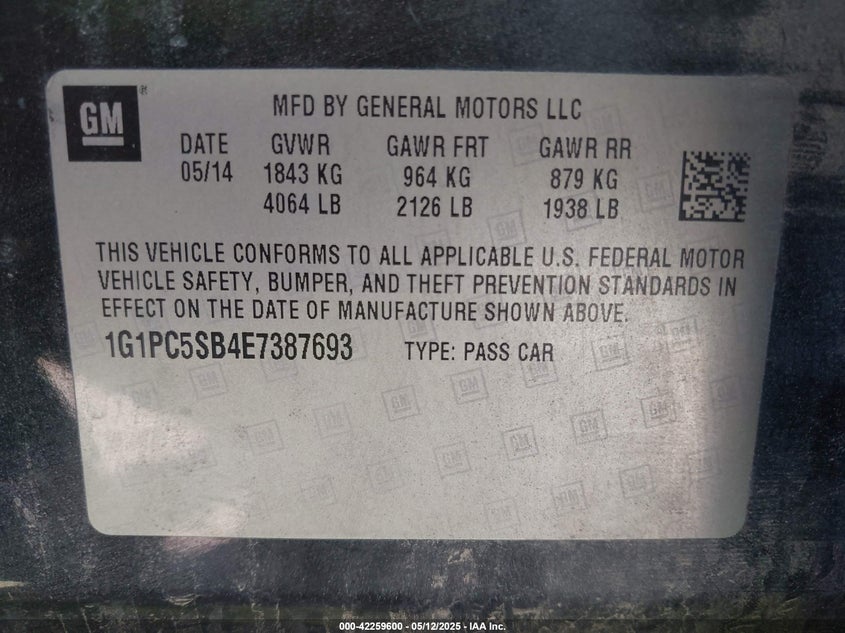 GM
MFD BY GENERAL MOTORS LLC
DATE GVWR GAWR FRT GAWR RR
05/14 1843 KG 964 KG 879 KG
4064 LB 2126 LB 1938 LB
THIS VEHICLE CONFORMS TO ALL APPLICABLE U.S. FEDERAL MOTOR
VEHICLE SAFETY, BUMPER, AND THEFT PREVENTION STANDARDS IN
EFFECT ON THE DATE OF MANUFACTURE SHOWN ABOVE.
1G1PC5SB4E7387693 TYPE: PASS CAR
000-42259600 - 05/12/2025 - IAA Inc.